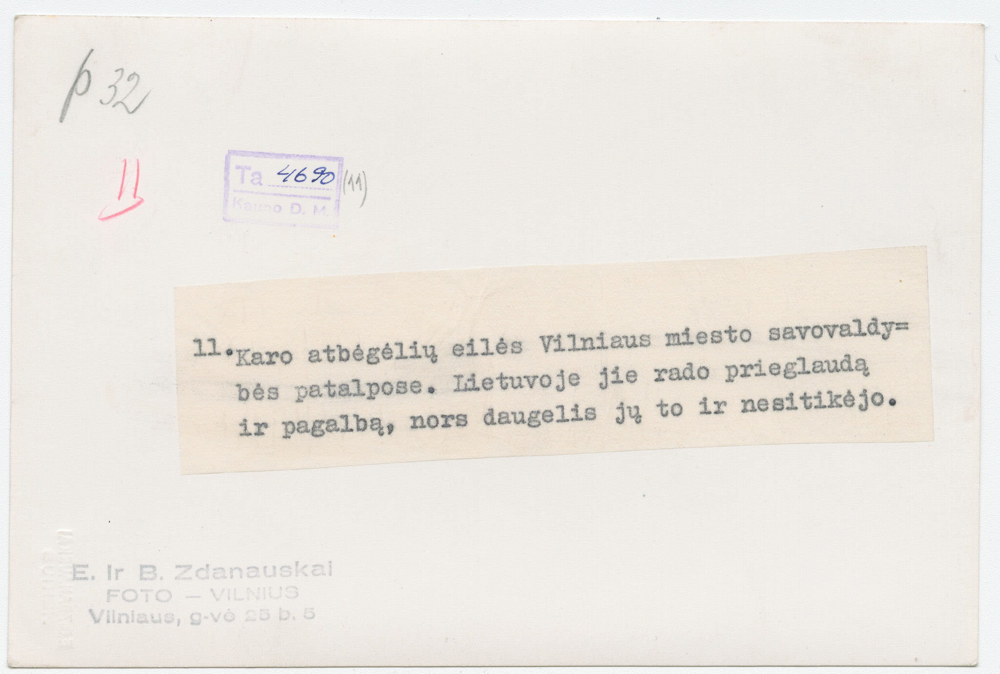 p 32
11
Ta 4690 (11)
Kauno D. M.
11. Karo atbėgėlių eilės Vilniaus miesto savovaldy=
bės patalpose. Lietuvoje jie rado prieglaudą
ir pagalbą, nors daugelis jų to ir nesitikėjo.
E. Ir B. Zdanauskai
FOTO — VILNIUS
Vilniaus, g-vė 25 b. 5